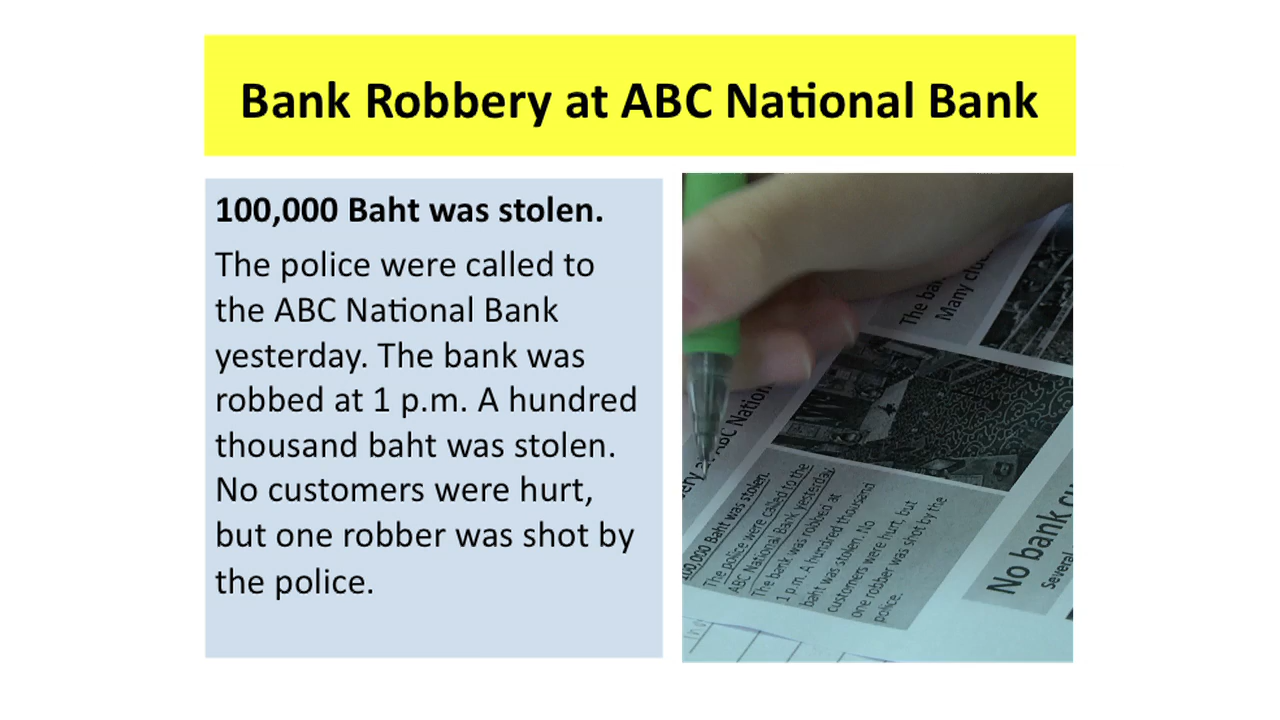 Bank Robbery at ABC National Bank
100,000 Baht was stolen.
The police were called to
the ABC National Bank
yesterday. The bank was
robbed at 1 p.m. A hundred
thousand baht was stolen.
No customers were hurt,
but one robber was shot by
the police.
The
Many
ABC
100,000 Baht was stolen.
The police were called to the
ABC National Bank yesterday.
The bank was robbed at
1 p.m. A hundred thousand
baht was stolen. No
customers were hurt, but
one robber was shot by the
police.
No bank
Several